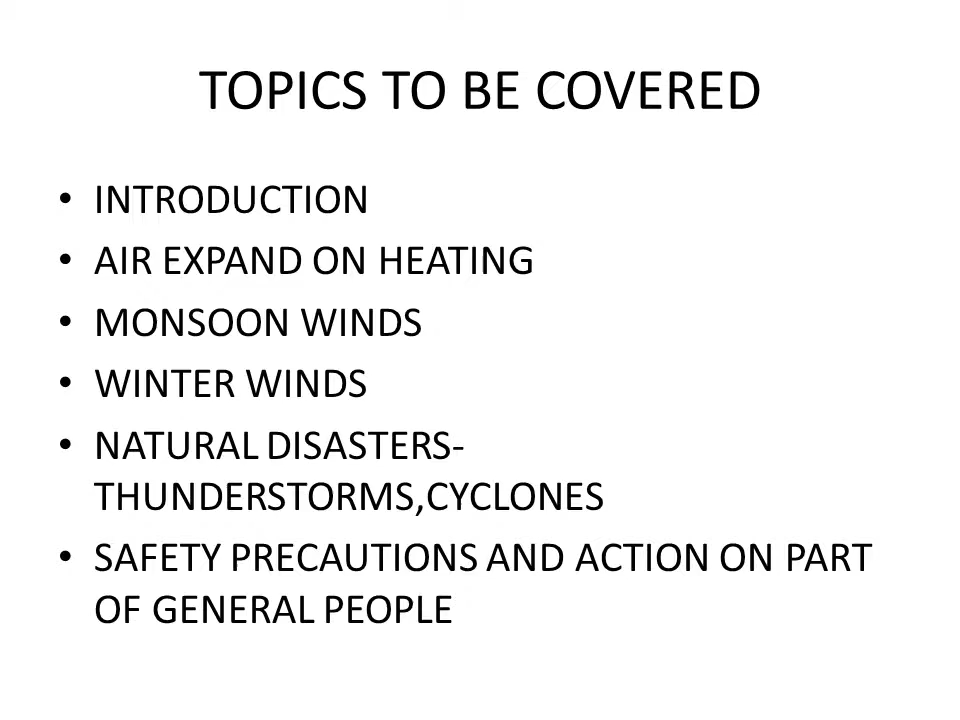 TOPICS TO BE COVERED
• INTRODUCTION
• AIR EXPAND ON HEATING
• MONSOON WINDS
• WINTER WINDS
• NATURAL DISASTERS-
THUNDERSTORMS,CYCLONES
• SAFETY PRECAUTIONS AND ACTION ON PART
OF GENERAL PEOPLE